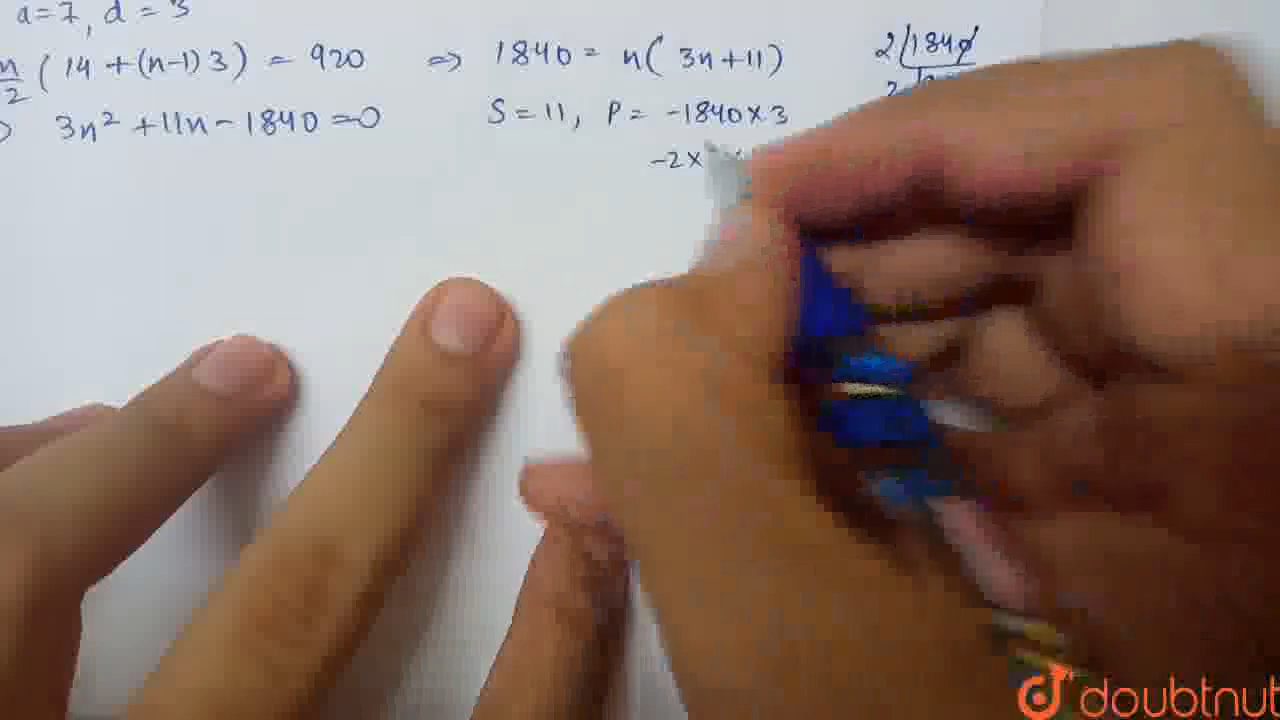 a=7, d = 3
n/2 ( 14 + (n-1) 3 ) = 920 ⇒ 1840 = n( 3n+11)
3n² +11n - 1840 =0 S = 11, P = -1840×3
-2×
2 1840
2
doubtnut